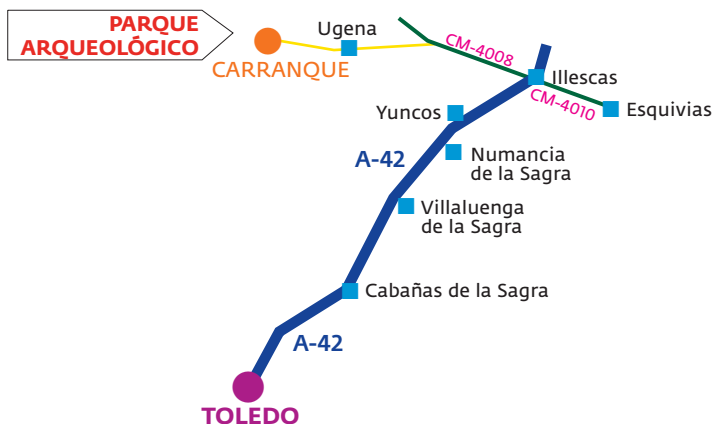 PARQUE
ARQUEOLÓGICO
Ugena
CARRANQUE
CM-4008
Illescas
CM-4010
Esquivias
Yuncos
A-42
Numancia
de la Sagra
Villaluenga
de la Sagra
Cabañas de la Sagra
A-42
TOLEDO